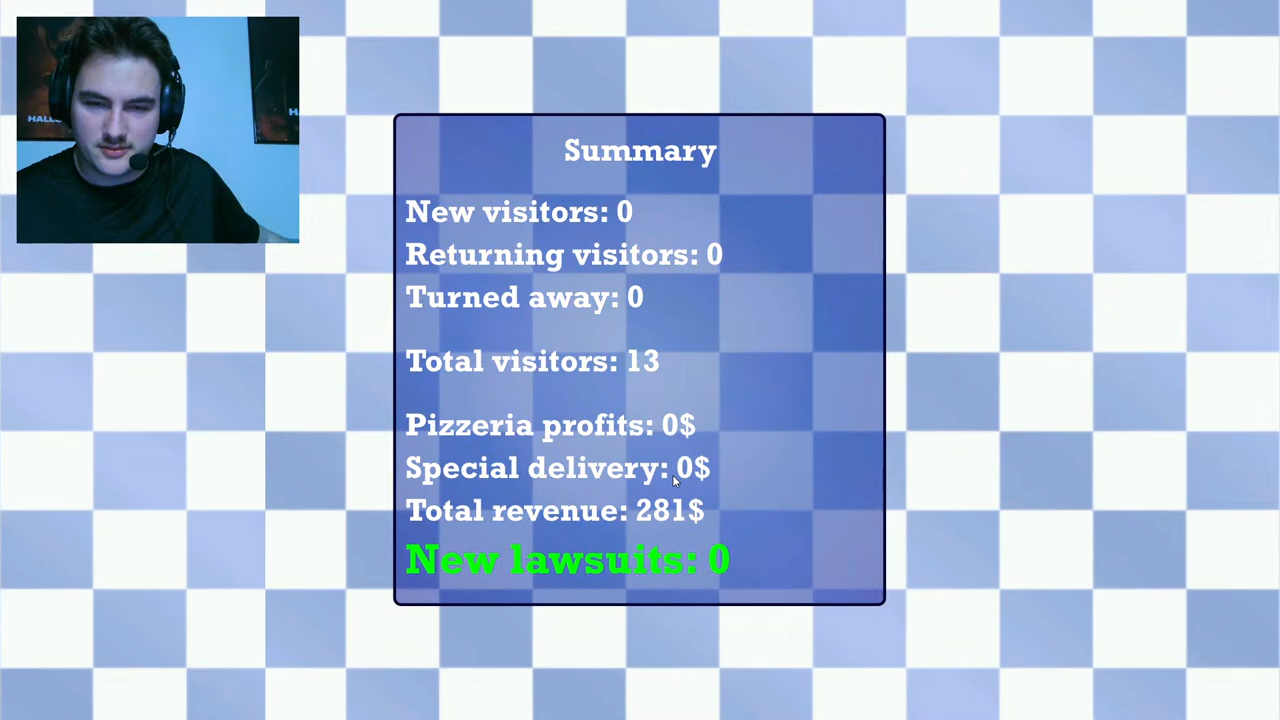 HALL
H
Summary
New visitors: 0
Returning visitors: 0
Turned away: 0
Total visitors: 13
Pizzeria profits: 0$
Special delivery: 0$
Total revenue: 281$
New lawsuits: 0